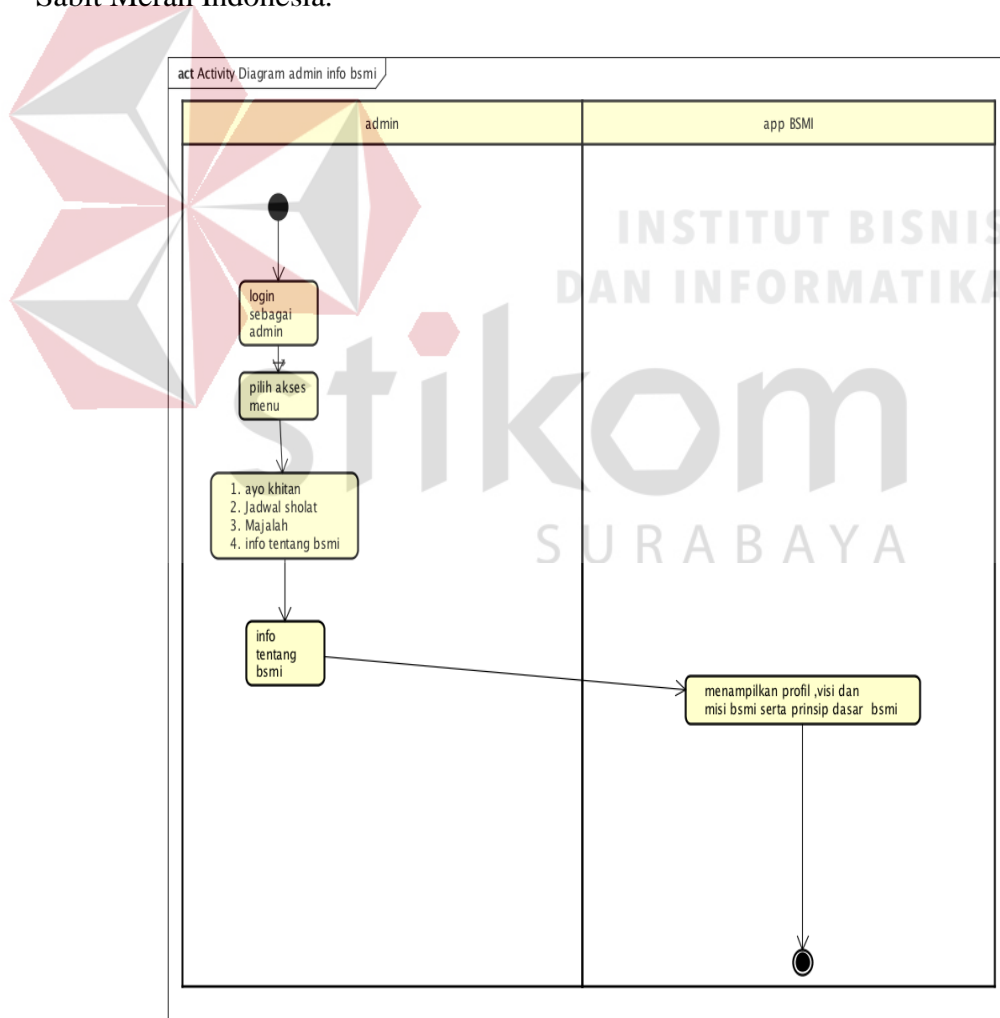 Sabit Merah Indonesia.
act Activity Diagram admin info bsmi
admin
app BSMI
INSTITUT BISNIS
DAN INFORMATIKA
stikom
SURABAYA
login
sebagai
admin
pilih akses
menu
1. ayo khitan
2. Jadwal sholat
3. Majalah
4. info tentang bsmi
info
tentang
bsmi
menampilkan profil ,visi dan
misi bsmi serta prinsip dasar bsmi